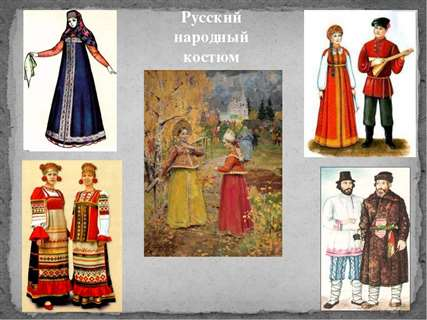 Русский
народный
костюм